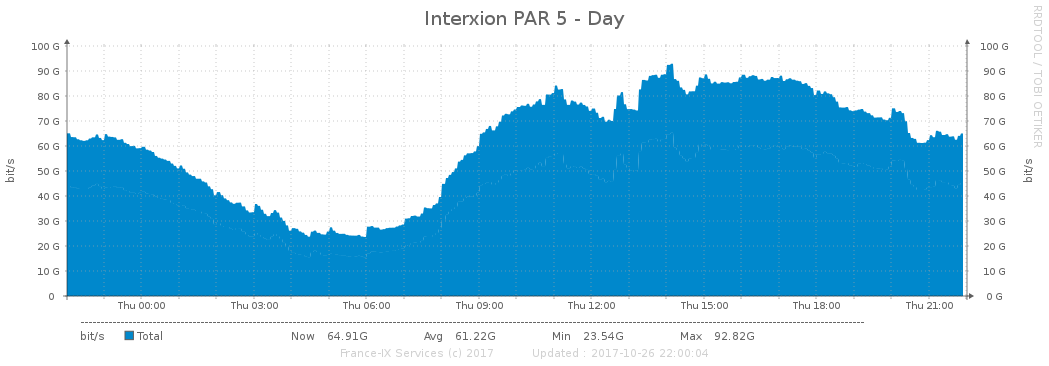 Interxion PAR 5 - Day
RRDTOOL / TOBI OETIKER
100 G 100 G
90 G 90 G
80 G 80 G
70 G 70 G
60 G 60 G
50 G 50 G
40 G 40 G
30 G 30 G
20 G 20 G
10 G 10 G
0 0 G
bit/s bit/s
Thu 00:00 Thu 03:00 Thu 06:00 Thu 09:00 Thu 12:00 Thu 15:00 Thu 18:00 Thu 21:00
bit/s Total Now 64.91G Avg 61.22G Min 23.54G Max 92.82G
France-IX Services (c) 2017 Updated : 2017-10-26 22:00:04